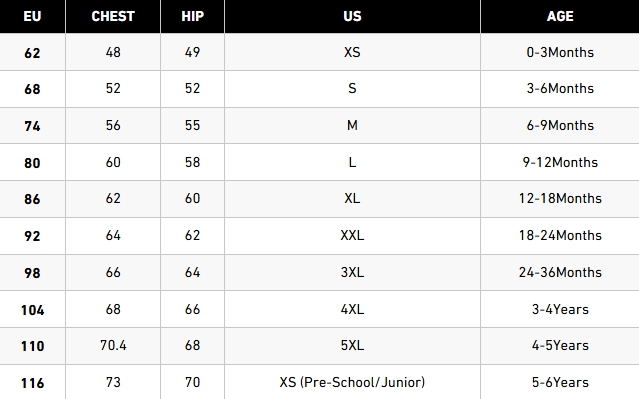 EU CHEST HIP US AGE
62 48 49 XS 0-3Months
68 52 52 S 3-6Months
74 56 55 M 6-9Months
80 60 58 L 9-12Months
86 62 60 XL 12-18Months
92 64 62 XXL 18-24Months
98 66 64 3XL 24-36Months
104 68 66 4XL 3-4Years
110 70.4 68 5XL 4-5Years
116 73 70 XS (Pre-School/Junior) 5-6Years